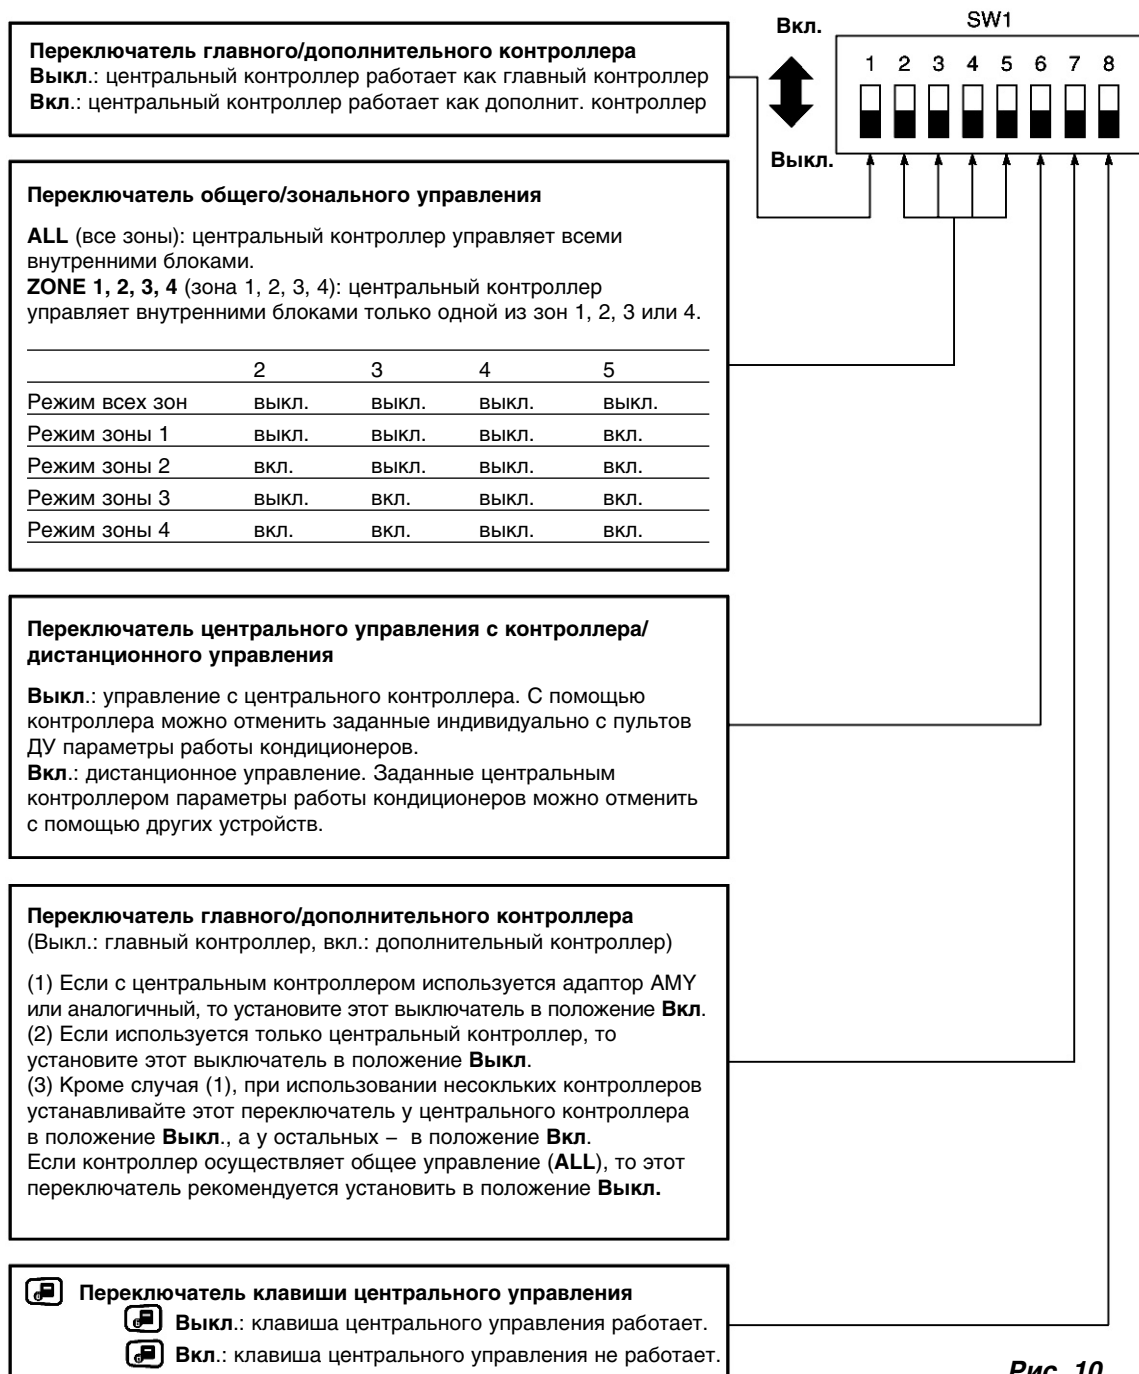 Вкл.
SW1
1 2 3 4 5 6 7 8
Выкл.
Переключатель главного/дополнительного контроллера
Выкл.: центральный контроллер работает как главный контроллер
Вкл.: центральный контроллер работает как дополнит. контроллер
Переключатель общего/зонального управления
ALL (все зоны): центральный контроллер управляет всеми
внутренними блоками.
ZONE 1, 2, 3, 4 (зона 1, 2, 3, 4): центральный контроллер
управляет внутренними блоками только одной из зон 1, 2, 3 или 4.
2 3 4 5
Режим всех зон выкл. выкл. выкл. выкл.
Режим зоны 1 выкл. выкл. выкл. вкл.
Режим зоны 2 вкл. выкл. выкл. вкл.
Режим зоны 3 выкл. вкл. выкл. вкл.
Режим зоны 4 вкл. вкл. выкл. вкл.
Переключатель центрального управления с контроллера/
дистанционного управления
Выкл.: управление с центрального контроллера. С помощью
контроллера можно отменить заданные индивидуально с пультов
ДУ параметры работы кондиционеров.
Вкл.: дистанционное управление. Заданные центральным
контроллером параметры работы кондиционеров можно отменить
с помощью других устройств.
Переключатель главного/дополнительного контроллера
(Выкл.: главный контроллер, вкл.: дополнительный контроллер)
(1) Если с центральным контроллером используется адаптор AMY
или аналогичный, то установите этот выключатель в положение Вкл.
(2) Если используется только центральный контроллер, то
установите этот выключатель в положение Выкл.
(3) Кроме случая (1), при использовании несокльких контроллеров
устанавливайте этот переключатель у центрального контроллера
в положение Выкл., а у остальных – в положение Вкл.
Если контроллер осуществляет общее управление (ALL), то этот
переключатель рекомендуется установить в положение Выкл.
Переключатель клавиши центрального управления
Выкл.: клавиша центрального управления работает.
Вкл.: клавиша центрального управления не работает.
Рис. 10